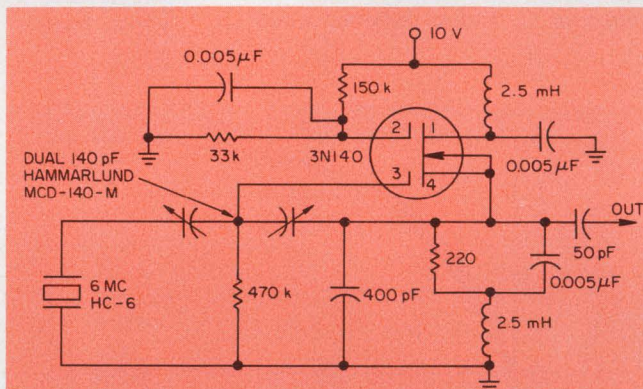 10 V
0.005µF
150 k
2.5 mH
33k
2
1
3N140
3
4
0.005µF
DUAL 140 pF
HAMMARLUND
MCD-140-M
OUT
6 MC
HC-6
470 k
400 pF
220
50 pF
0.005µF
2.5 mH